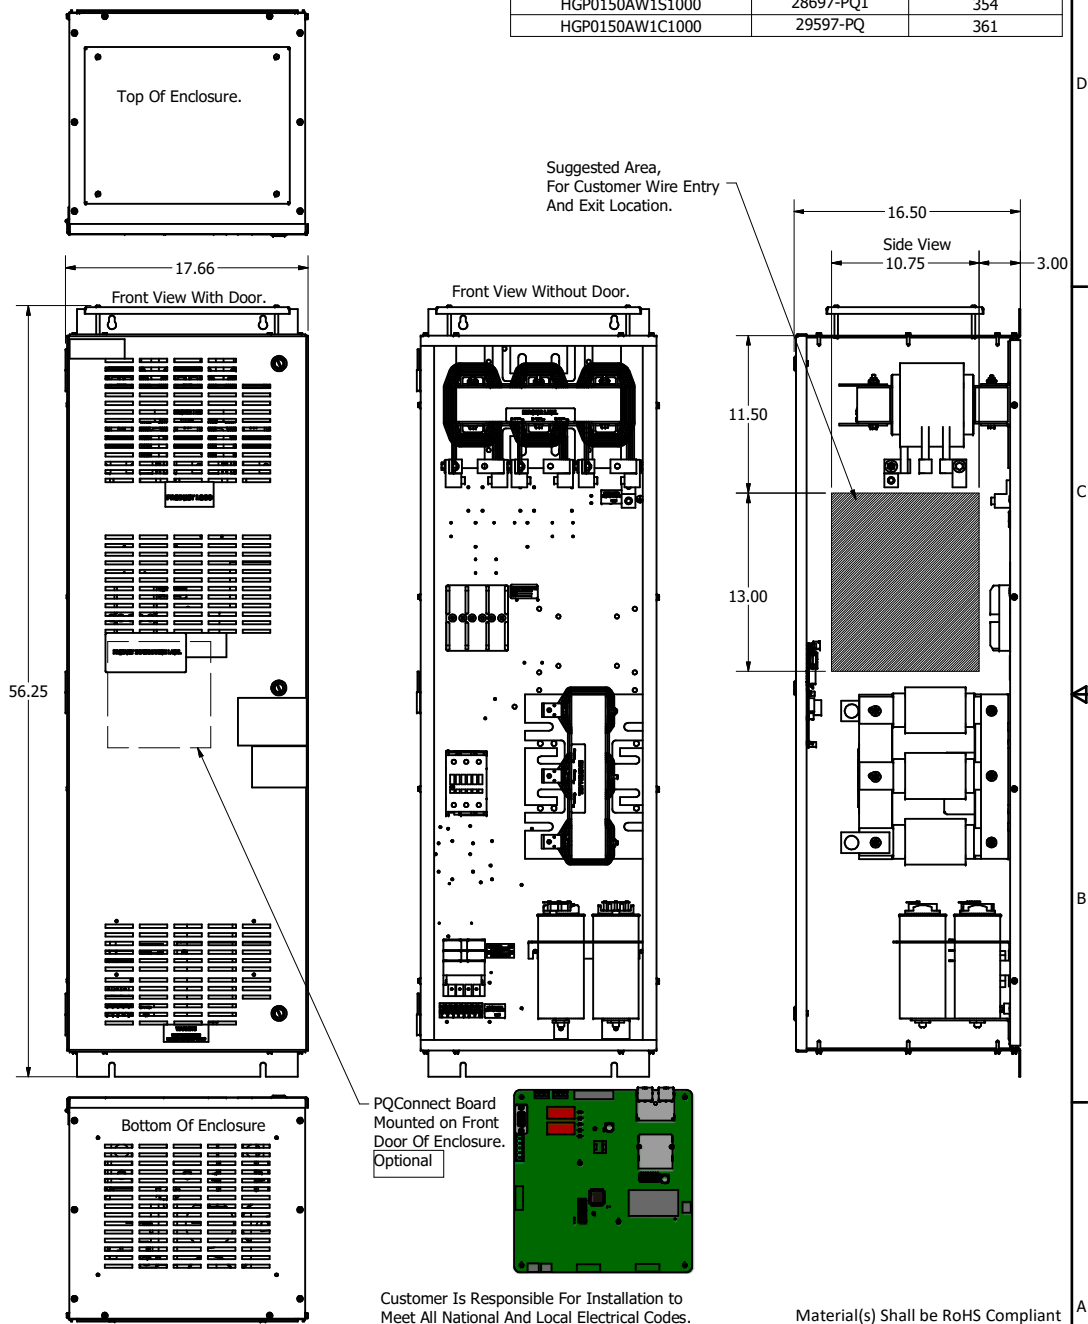 HGP0150AW1S1000 28697-PQ1 354
HGP0150AW1C1000 29597-PQ 361
D
Top Of Enclosure.
Suggested Area,
For Customer Wire Entry
And Exit Location.
16.50
Side View
10.75
3.00
17.66
Front View With Door.
Front View Without Door.
11.50
C
13.00
56.25
B
PQConnect Board
Mounted on Front
Door Of Enclosure.
Optional
Bottom Of Enclosure
Customer Is Responsible For Installation to
Meet All National And Local Electrical Codes.
Material(s) Shall be RoHS Compliant
A